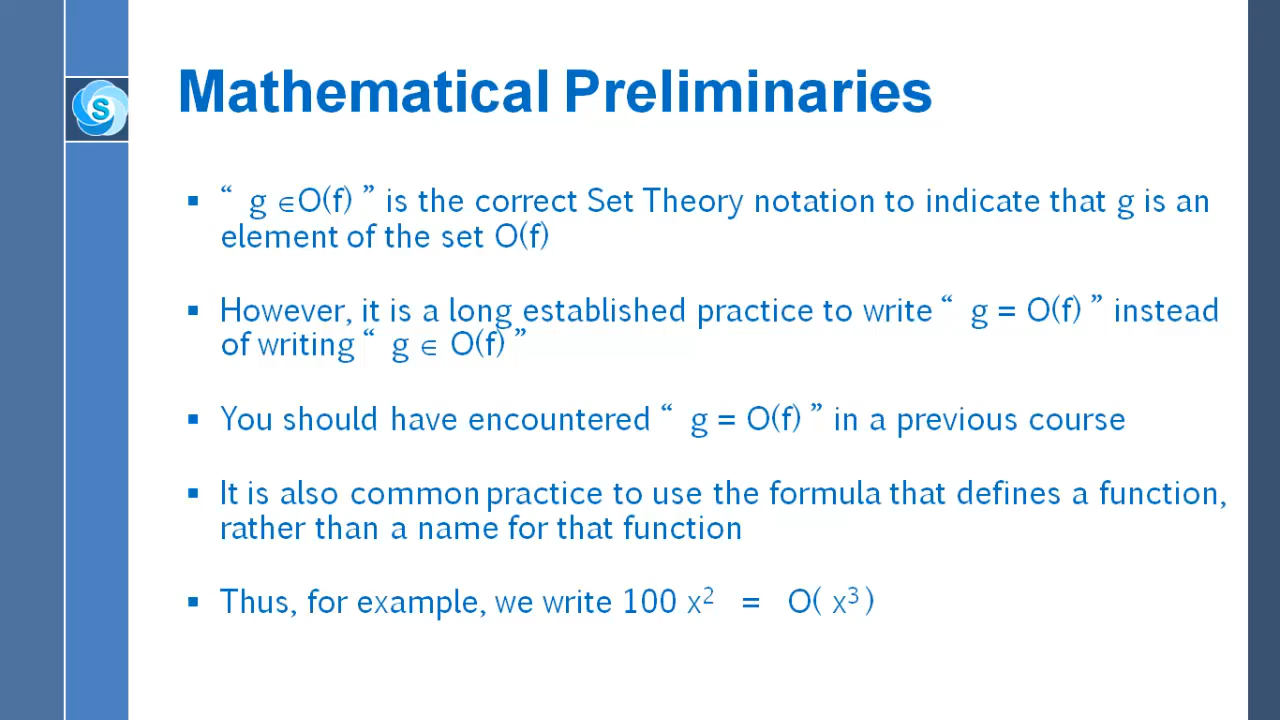 S
Mathematical Preliminaries
▪ “ g ∈O(f) ” is the correct Set Theory notation to indicate that g is an
element of the set O(f)
▪ However, it is a long established practice to write “ g = O(f) ” instead
of writing “ g ∈ O(f) ”
▪ You should have encountered “ g = O(f) ” in a previous course
▪ It is also common practice to use the formula that defines a function,
rather than a name for that function
▪ Thus, for example, we write 100 x² = O( x³ )